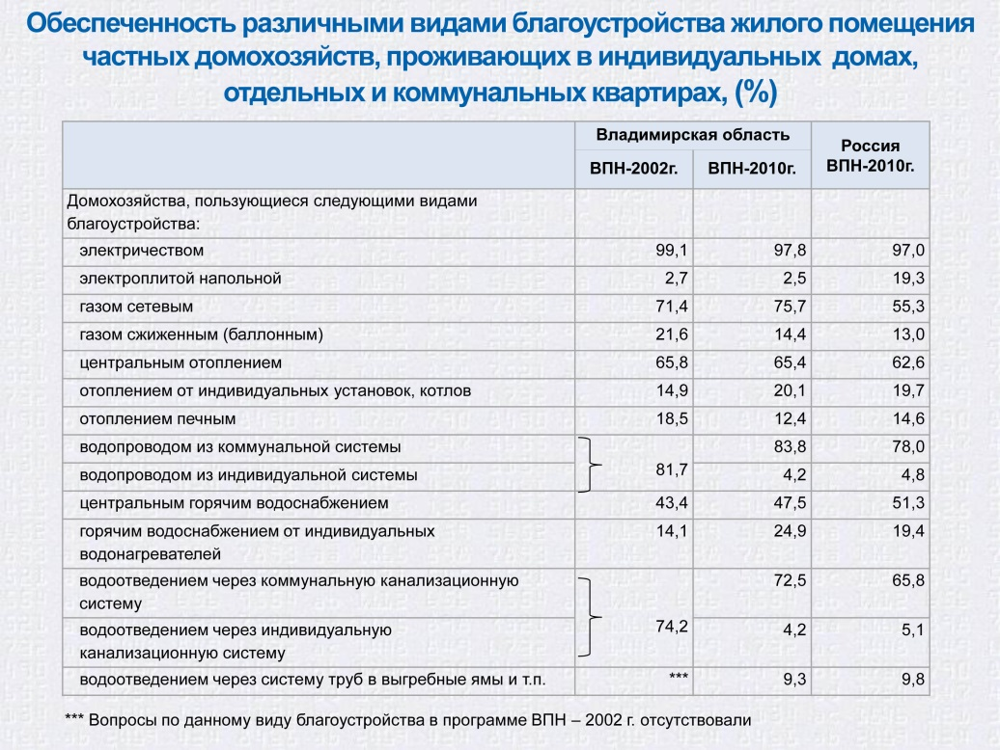 Обеспеченность различными видами благоустройства жилого помещения
частных домохозяйств, проживающих в индивидуальных домах,
отдельных и коммунальных квартирах, (%)
Владимирская область
Россия
ВПН-2010г.
ВПН-2002г. ВПН-2010г.
Домохозяйства, пользующиеся следующими видами
благоустройства:
электричеством 99,1 97,8 97,0
электроплитой напольной 2,7 2,5 19,3
газом сетевым 71,4 75,7 55,3
газом сжиженным (баллонным) 21,6 14,4 13,0
центральным отоплением 65,8 65,4 62,6
отоплением от индивидуальных установок, котлов 14,9 20,1 19,7
отоплением печным 18,5 12,4 14,6
водопроводом из коммунальной системы 83,8 78,0
81,7
водопроводом из индивидуальной системы 4,2 4,8
центральным горячим водоснабжением 43,4 47,5 51,3
горячим водоснабжением от индивидуальных 14,1 24,9 19,4
водонагревателей
водоотведением через коммунальную канализационную 72,5 65,8
систему
74,2
водоотведением через индивидуальную 4,2 5,1
канализационную систему
водоотведением через систему труб в выгребные ямы и т.п. *** 9,3 9,8
*** Вопросы по данному виду благоустройства в программе ВПН – 2002 г. отсутствовали